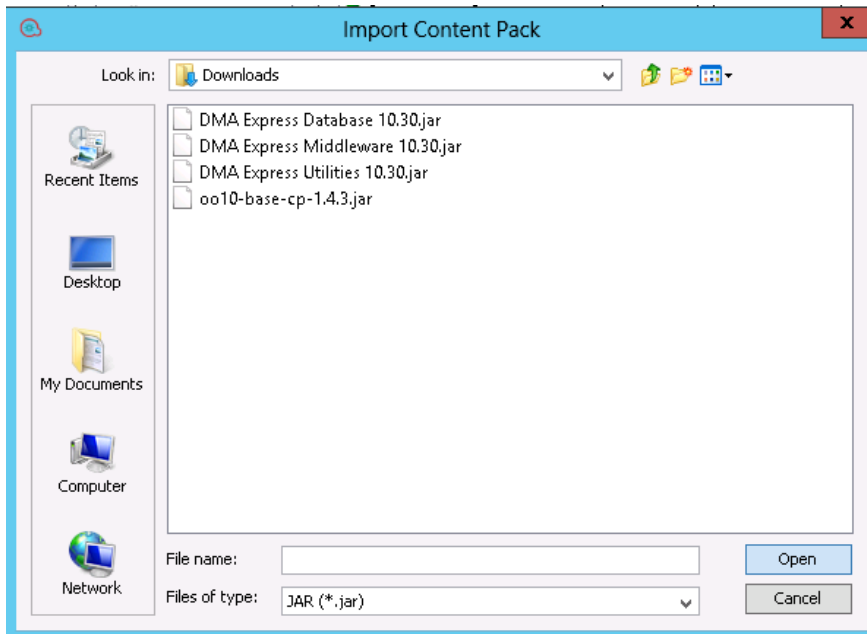 Import Content Pack
x
Look in:
Downloads
DMA Express Database 10.30.jar
DMA Express Middleware 10.30.jar
DMA Express Utilities 10.30.jar
oo10-base-cp-1.4.3.jar
Recent Items
Desktop
My Documents
Computer
Network
File name:
Open
Files of type:
JAR (*.jar)
Cancel